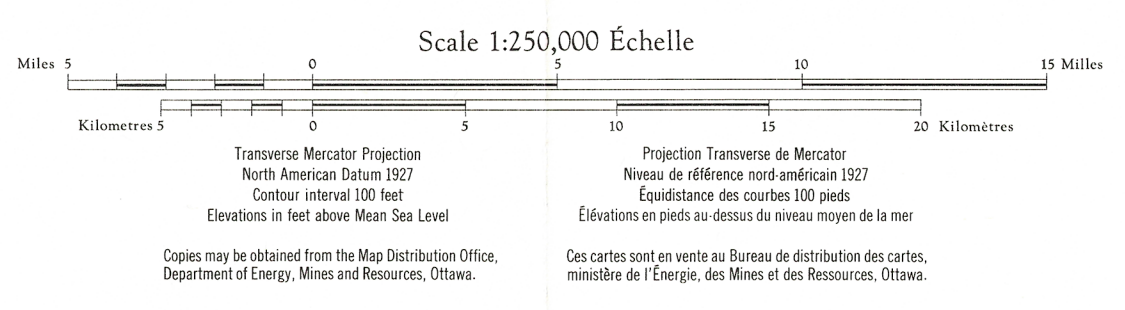 Scale 1:250,000 Échelle
Miles 5 0 5 10 15 Milles
Kilometres 5 0 5 10 15 20 Kilomètres
Transverse Mercator Projection
North American Datum 1927
Contour interval 100 feet
Elevations in feet above Mean Sea Level
Projection Transverse de Mercator
Niveau de référence nord-américain 1927
Équidistance des courbes 100 pieds
Élévations en pieds au-dessus du niveau moyen de la mer
Copies may be obtained from the Map Distribution Office,
Department of Energy, Mines and Resources, Ottawa.
Ces cartes sont en vente au Bureau de distribution des cartes,
ministère de l'Énergie, des Mines et des Ressources, Ottawa.